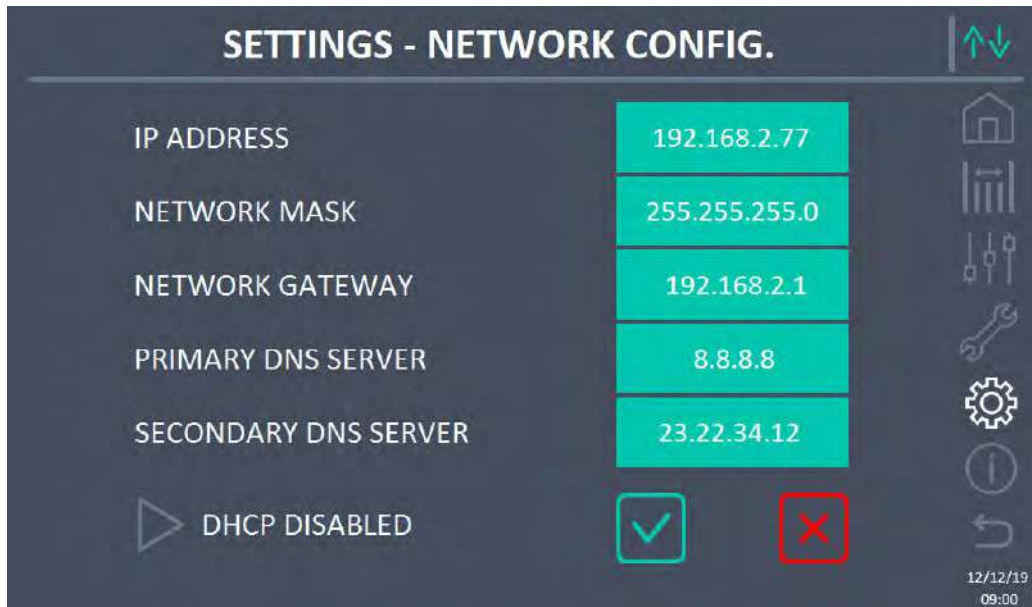 SETTINGS - NETWORK CONFIG.
IP ADDRESS 192.168.2.77
NETWORK MASK 255.255.255.0
NETWORK GATEWAY 192.168.2.1
PRIMARY DNS SERVER 8.8.8.8
SECONDARY DNS SERVER 23.22.34.12
DHCP DISABLED
12/12/19
09:00